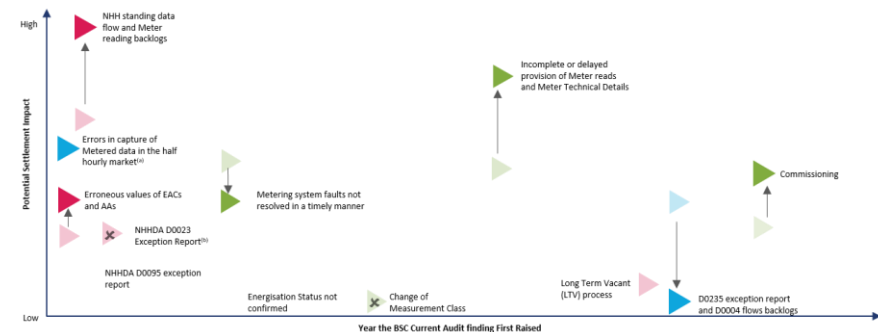 High
NHH standing data
flow and Meter
reading backlogs
Incomplete or delayed
provision of Meter reads
and Meter Technical Details
Potential Settlement Impact
Errors in capture of
Metered data in the half
hourly market(a)
Commissioning
Erroneous values of EACs
and AAs
Metering system faults not
resolved in a timely manner
NHHDA D0023
Exception Report(b)
NHHDA D0095 exception
report
Energisation Status not
confirmed
Change of
Measurement Class
Long Term Vacant
(LTV) process
D0235 exception report
and D0004 flows backlogs
Low
Year the BSC Current Audit finding First Raised